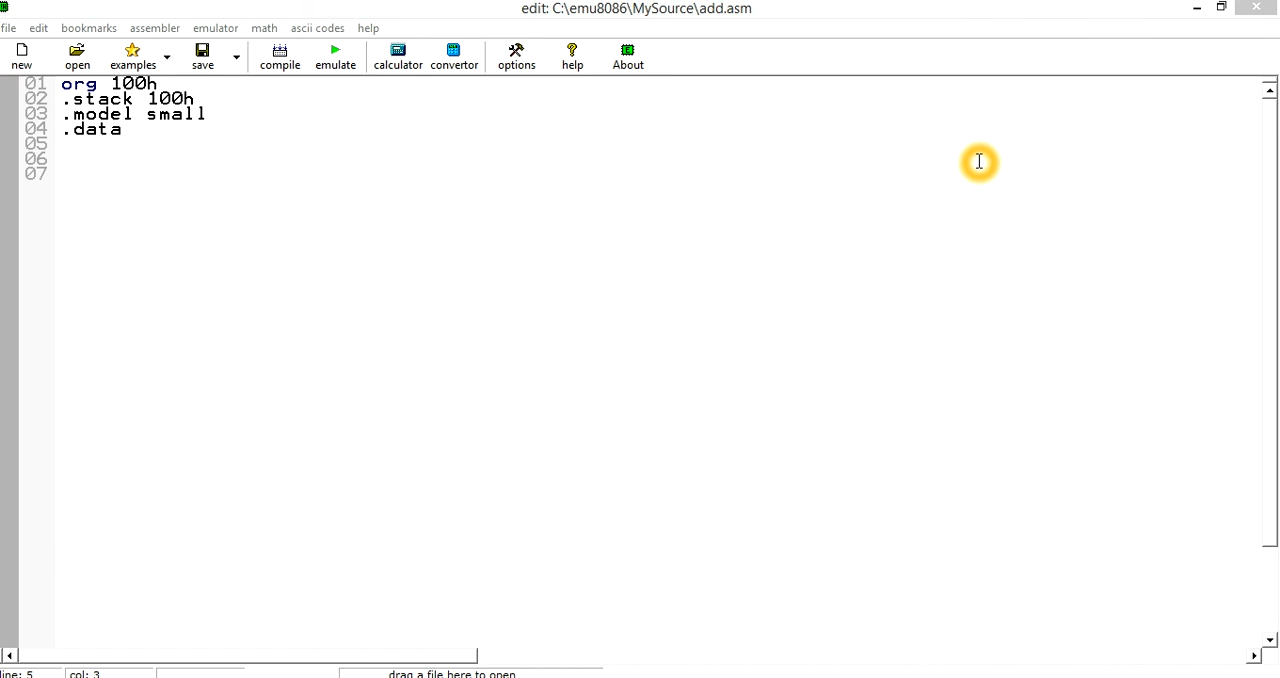 edit: C:\emu8086\MySource\add.asm
file edit bookmarks assembler emulator math ascii codes help
new open examples save compile emulate calculator convertor options help About
01 org 100h
02 .stack 100h
03 .model small
04 .data
05
06
07
line: 5 col: 3 drag a file here to open